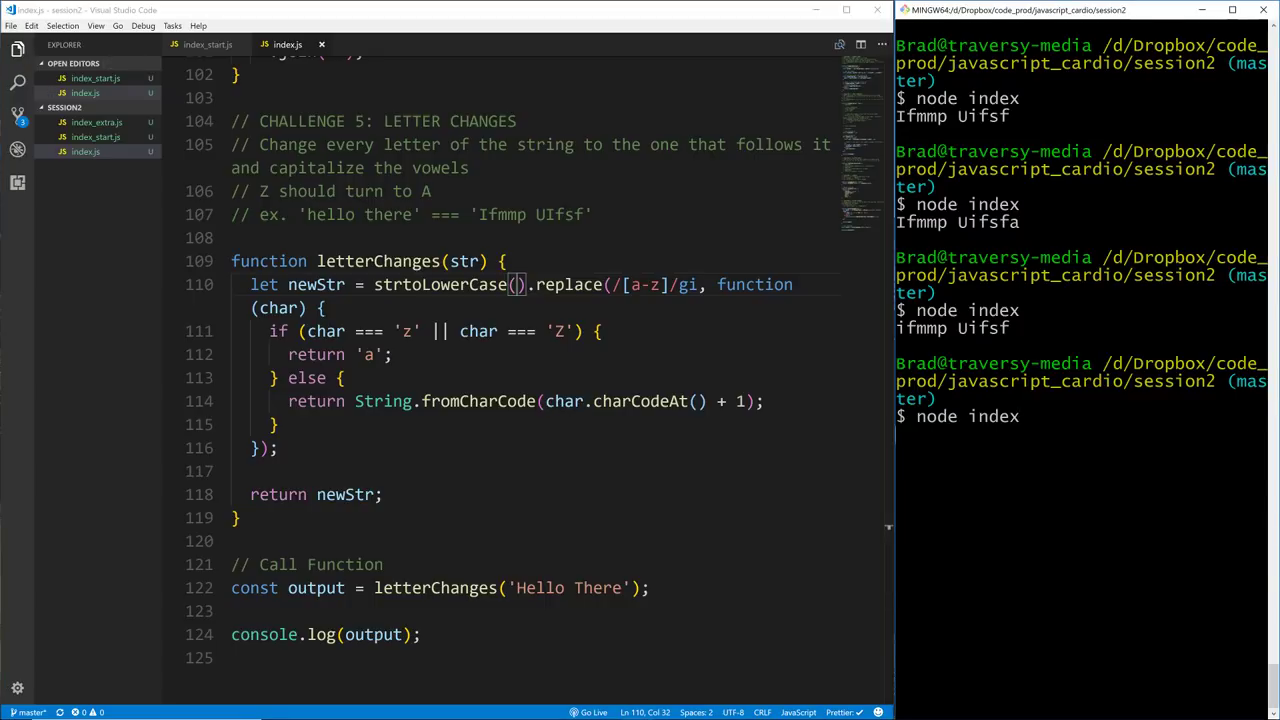 index.js - session2 - Visual Studio Code
File Edit Selection View Go Debug Tasks Help
EXPLORER
OPEN EDITORS
index_start.js U
index.js U
SESSION2
index_extra.js U
index_start.js U
index.js U
3
index_start.js index.js
102 }
103
104 // CHALLENGE 5: LETTER CHANGES
105 // Change every letter of the string to the one that follows it
and capitalize the vowels
106 // Z should turn to A
107 // ex. 'hello there' === 'Ifmmp UIfsf'
108
109 function letterChanges(str) {
110 let newStr = strtoLowerCase().replace(/[a-z]/gi, function
(char) {
111 if (char === 'z' || char === 'Z') {
112 return 'a';
113 } else {
114 return String.fromCharCode(char.charCodeAt() + 1);
115 }
116 });
117
118 return newStr;
119 }
120
121 // Call Function
122 const output = letterChanges('Hello There');
123
124 console.log(output);
125
master* 0 0 Go Live Ln 110, Col 32 Spaces: 2 UTF-8 CRLF JavaScript Prettier: ✓
MINGW64:/d/Dropbox/code_prod/javascript_cardio/session2
Brad@traversy-media /d/Dropbox/code_
prod/javascript_cardio/session2 (mas
ter)
$ node index
Ifmmp Uifsf
Brad@traversy-media /d/Dropbox/code_
prod/javascript_cardio/session2 (mas
ter)
$ node index
Ifmmp Uifsfa
Brad@traversy-media /d/Dropbox/code_
prod/javascript_cardio/session2 (mas
ter)
$ node index
ifmmp Uifsf
Brad@traversy-media /d/Dropbox/code_
prod/javascript_cardio/session2 (mas
ter)
$ node index